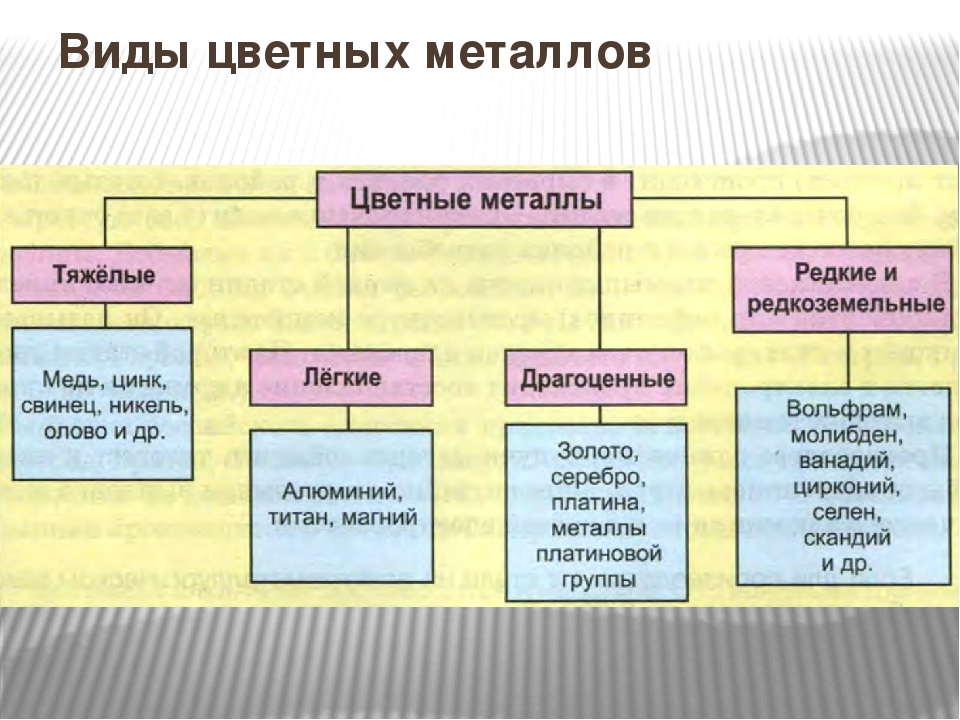 Виды цветных металлов
Цветные металлы
Тяжёлые
Медь, цинк,
свинец, никель,
олово и др.
Лёгкие
Алюминий,
титан, магний
Драгоценные
Золото,
серебро,
платина,
металлы
платиновой
группы
Редкие и
редкоземельные
Вольфрам,
молибден,
ванадий,
цирконий,
селен,
скандий
и др.